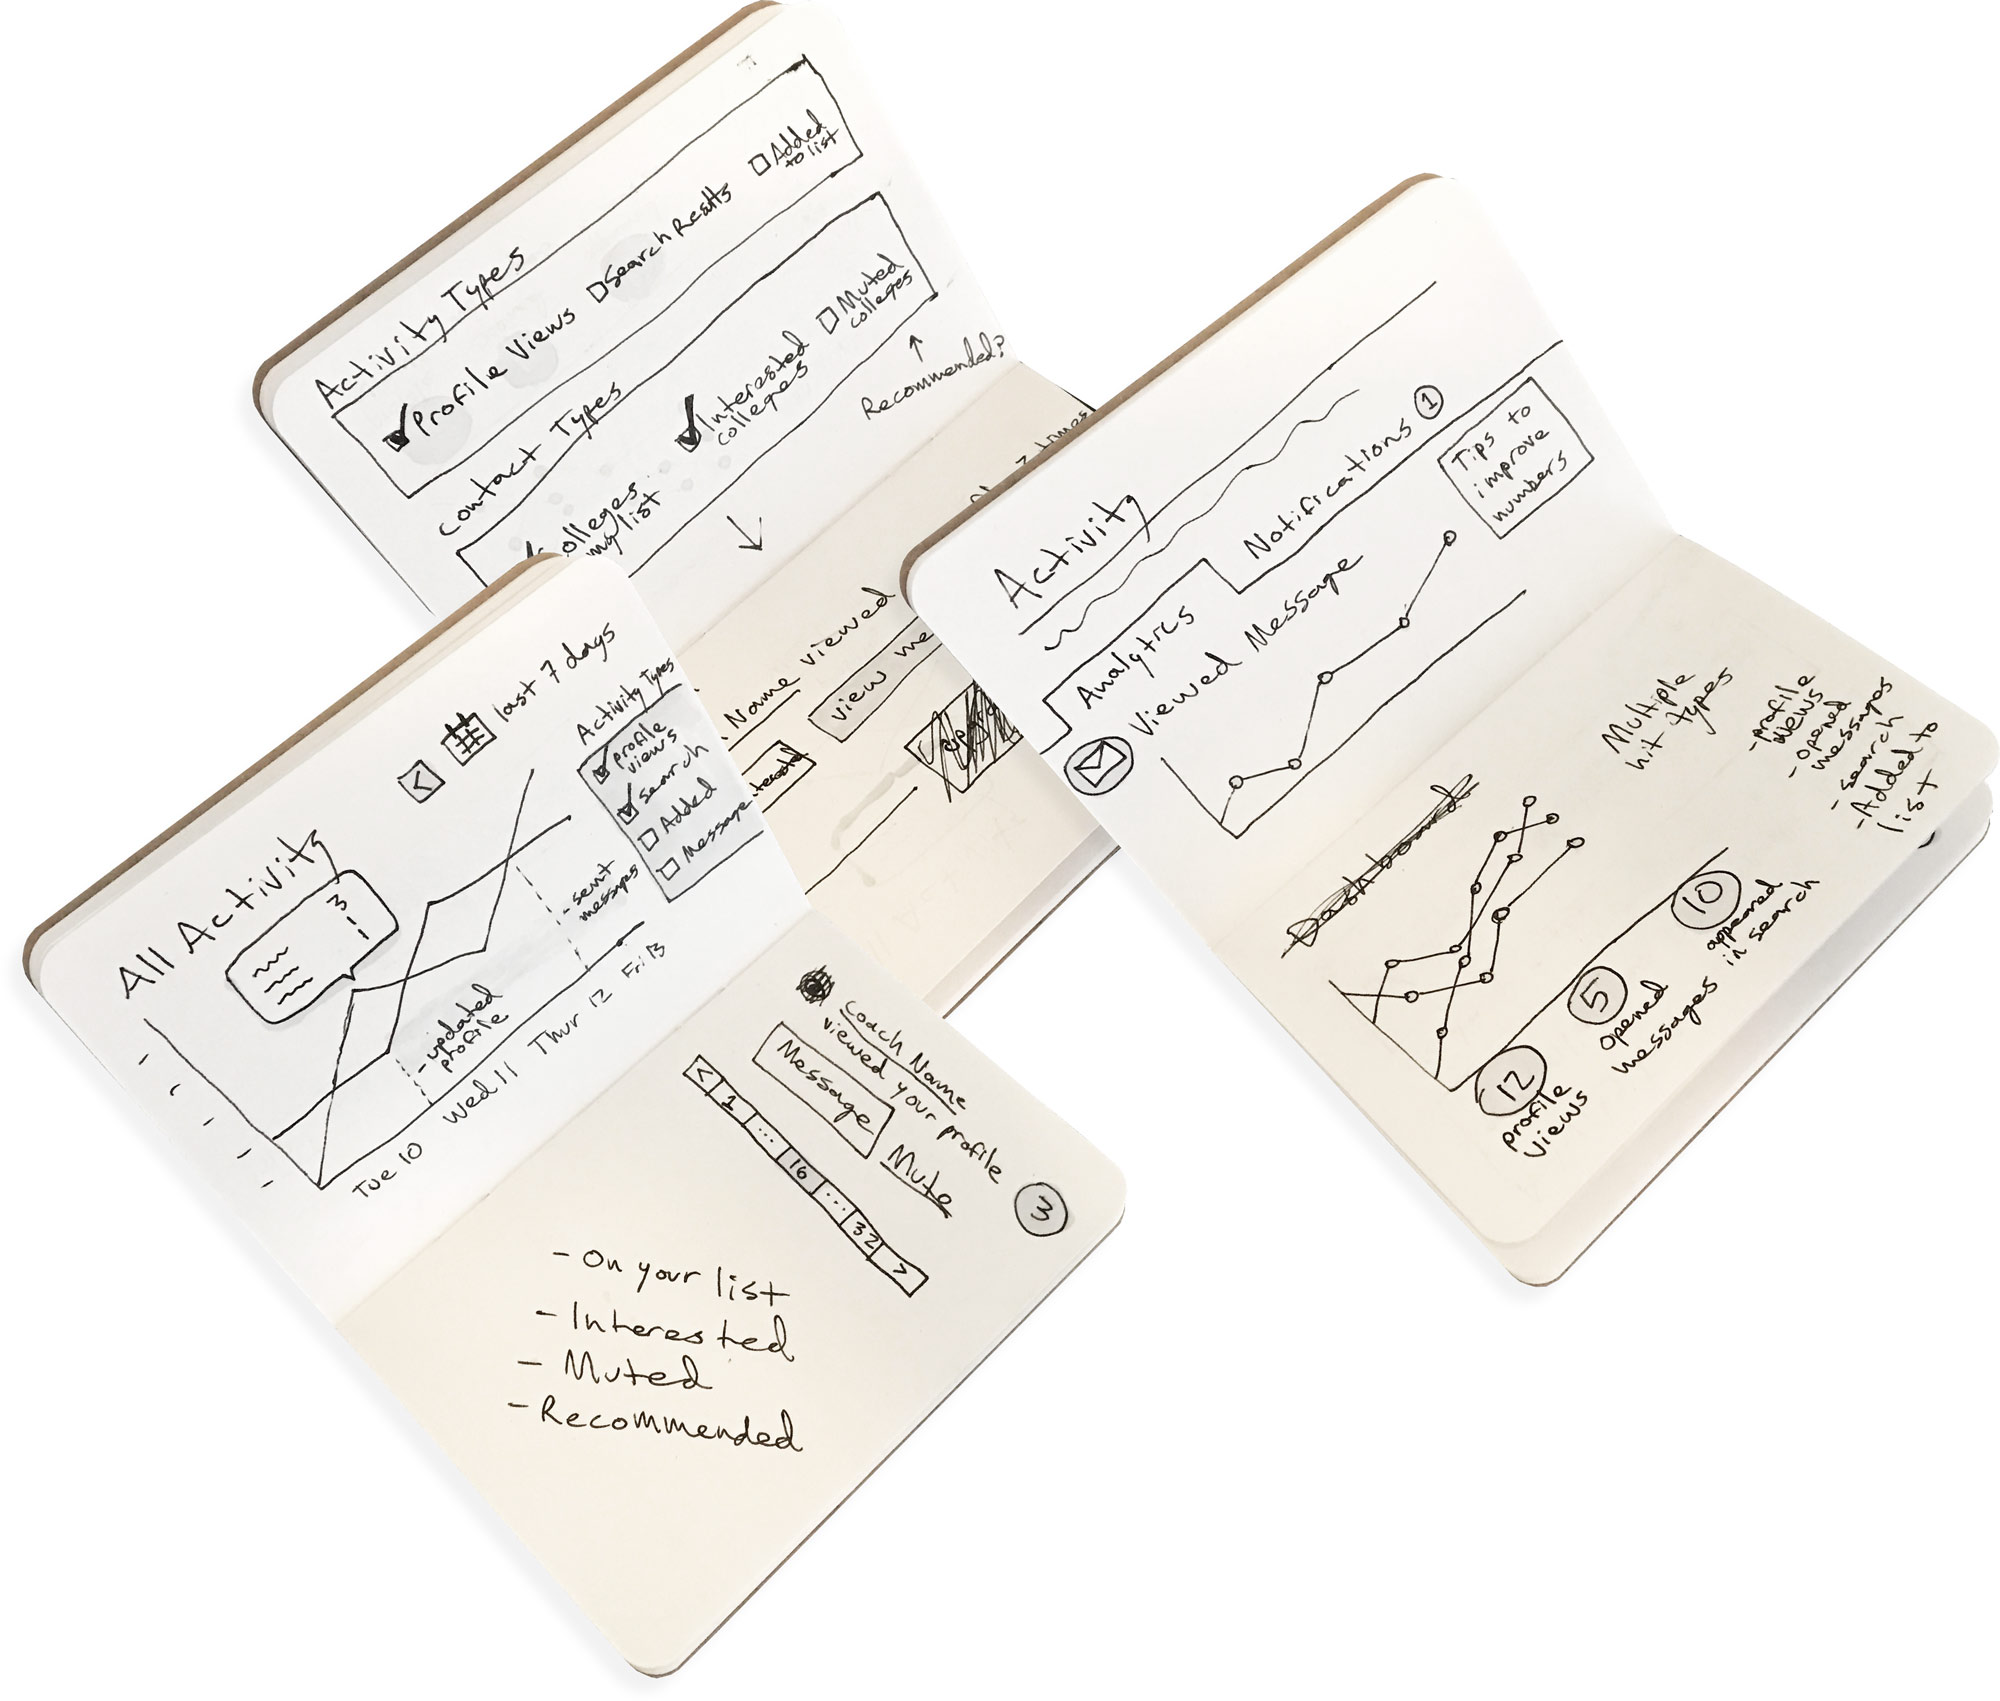 Activity Types
Profile Views
Search Results
Added
to list
Contact Types
Colleges
my list
Interested
colleges
Muted
colleges
Recommended?
times
Name viewed
view me
Activity
Analytics
Notifications 1
Viewed Message
Tips to
improve
numbers
Dashboard
Multiple
hit types
- profile
views
- opened
messages
- search
- Added to
list
12
profile
views
5
opened
messages
10
appeared
in search
All Activity
<
last 7 days
Activity Types
profile
views
search
Added
Message
3
1
- updated
profile
- sent
messages
Tue 10 Wed 11 Thur 12 Fri 13
Coach Name
viewed your profile
Message
Mute
3
< 1 ... 16 ... 32 >
- On your list
- Interested
- Muted
- Recommended